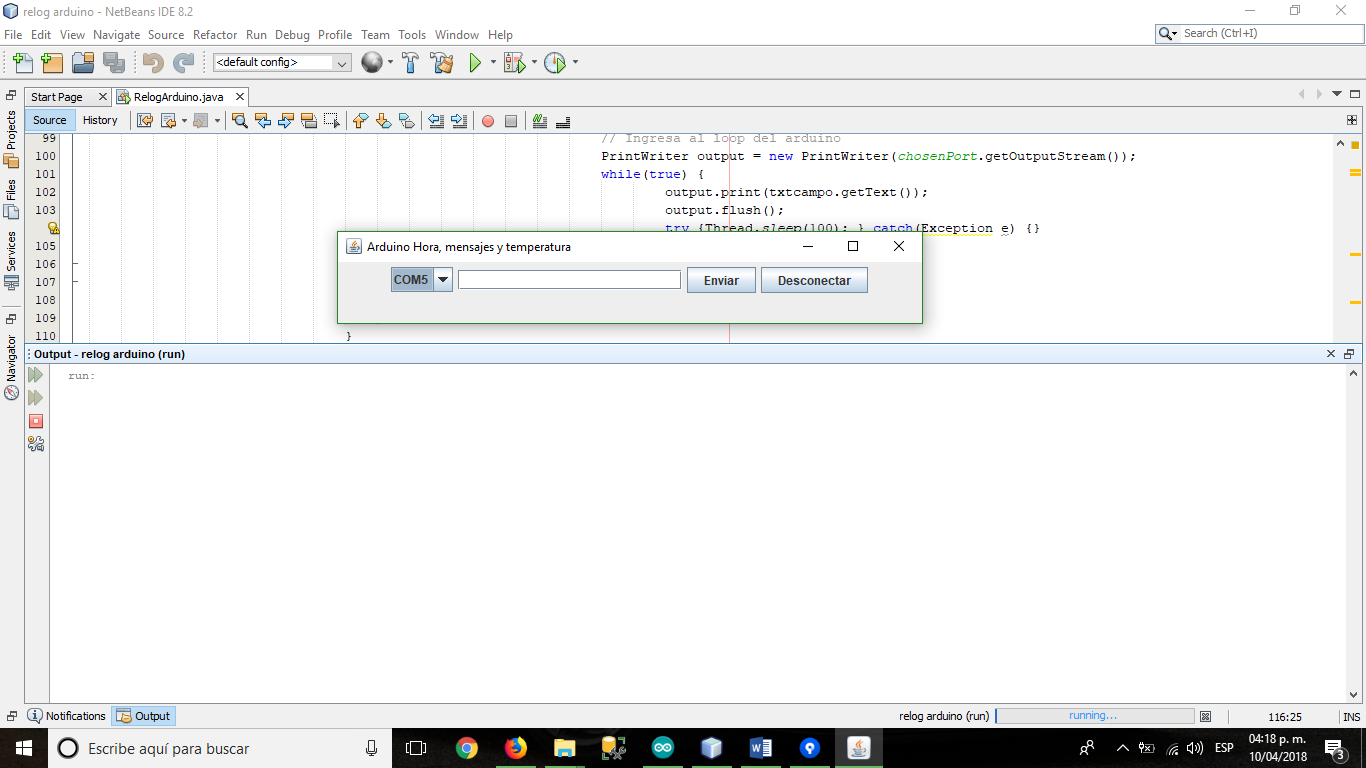 relog arduino - NetBeans IDE 8.2
File Edit View Navigate Source Refactor Run Debug Profile Team Tools Window Help
Search (Ctrl+I)
<default config>
Start Page
RelogArduino.java
Projects
Files
Services
Navigator
Source History
99 // Ingresa al loop del arduino
100 PrintWriter output = new PrintWriter(chosenPort.getOutputStream());
101 while(true) {
102 output.print(txtcampo.getText());
103 output.flush();
try {Thread.sleep(100); } catch(Exception e) {}
105
106
107
108
109
110 }
Arduino Hora, mensajes y temperatura
COM5
Enviar
Desconectar
Output - relog arduino (run)
run:
Notifications
Output
relog arduino (run)
running...
116:25
INS
Escribe aquí para buscar
ESP
04:18 p. m.
10/04/2018
3